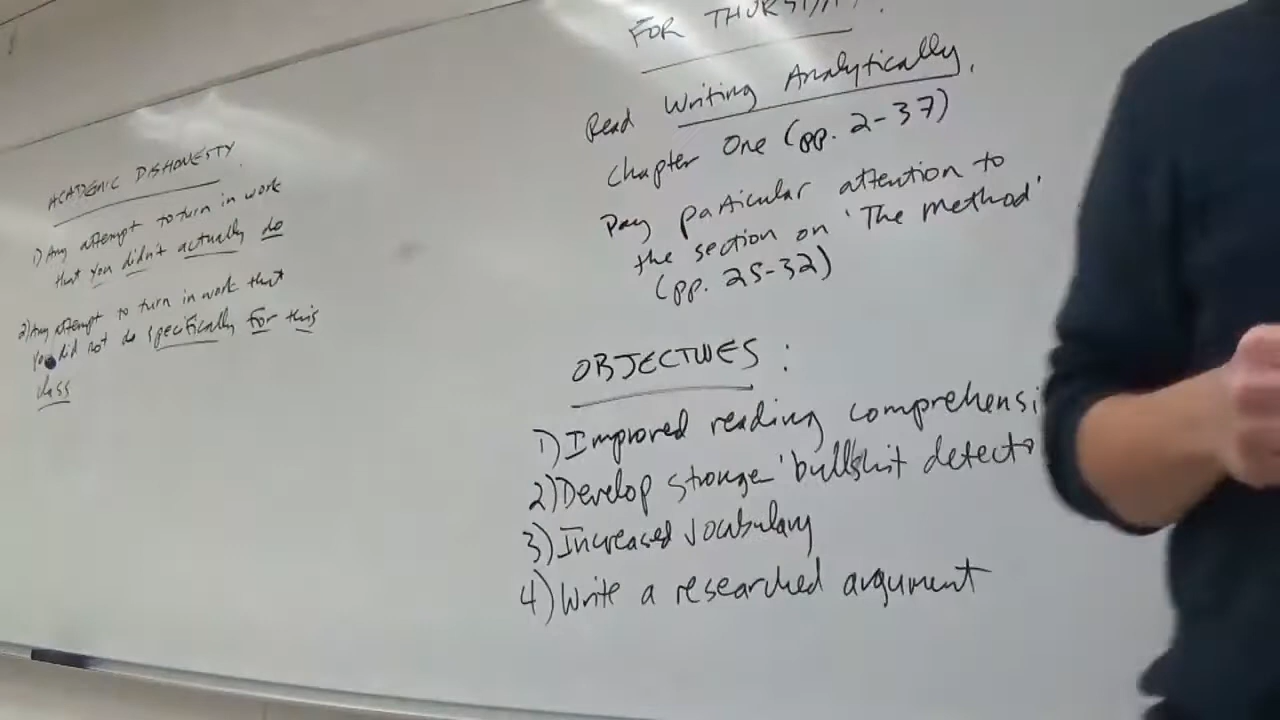 ACADEMIC DISHONESTY.
1) Any attempt to turn in work
that you didn't actually do
2) Any attempt to turn in work that
you did not do specifically for this
class
FOR THURSDAY:
Read Writing Analytically,
Chapter One (pp. 2-37)
Pay particular attention to
the section on 'The Method'
(pp. 25-32)
OBJECTIVES:
1) Improved reading comprehensi
2) Develop stronger 'bullshit detecto
3) Increased vocabulary
4) Write a researched argument